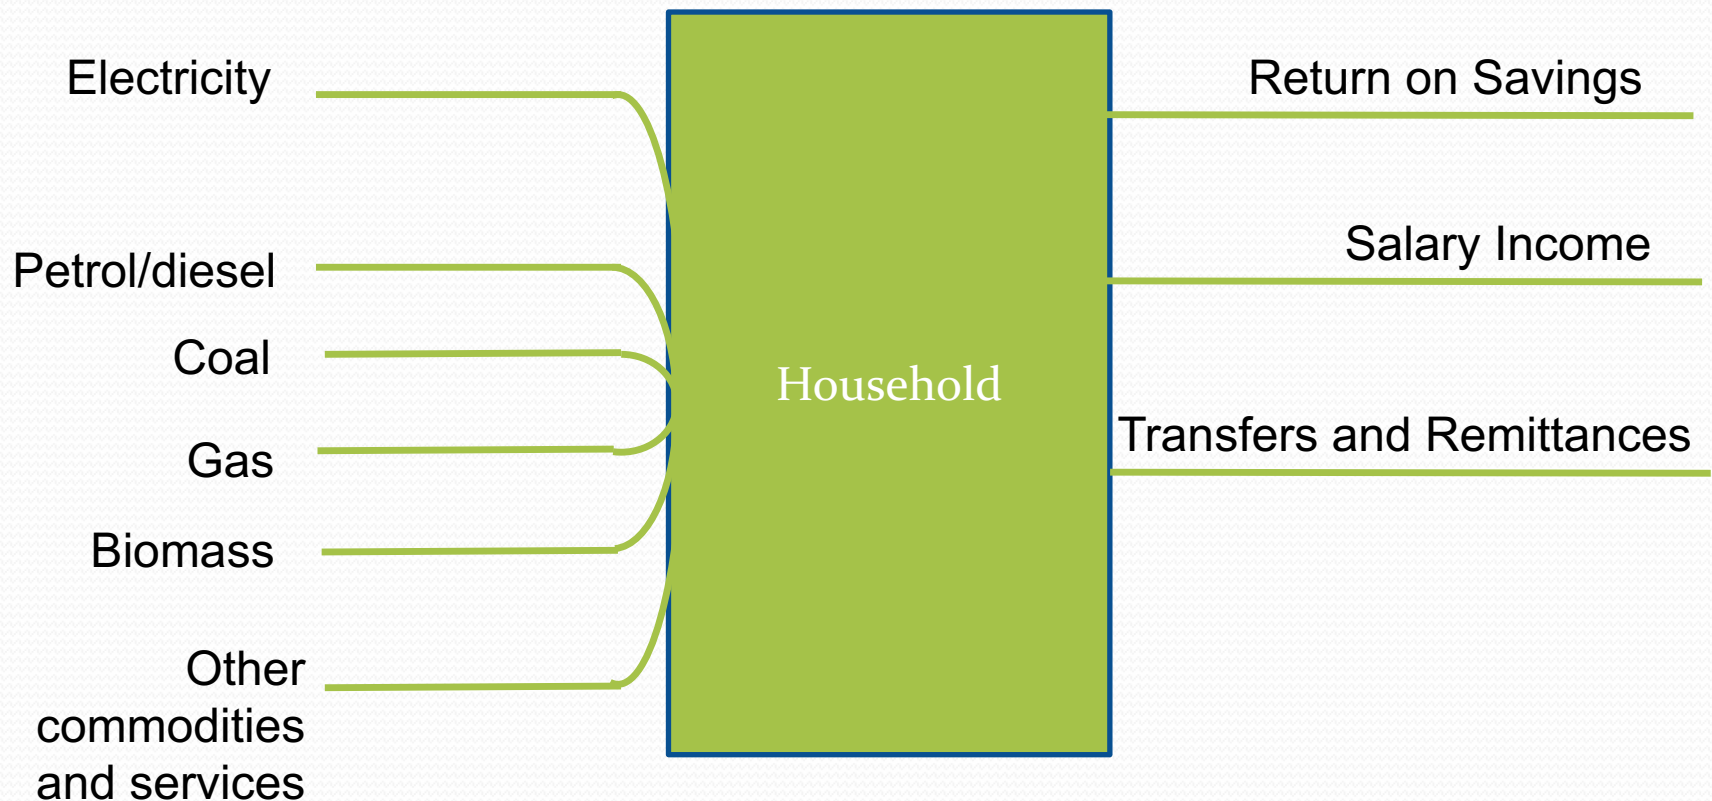 Electricity
Petrol/diesel
Coal
Gas
Biomass
Other
commodities
and services
Household
Return on Savings
Salary Income
Transfers and Remittances